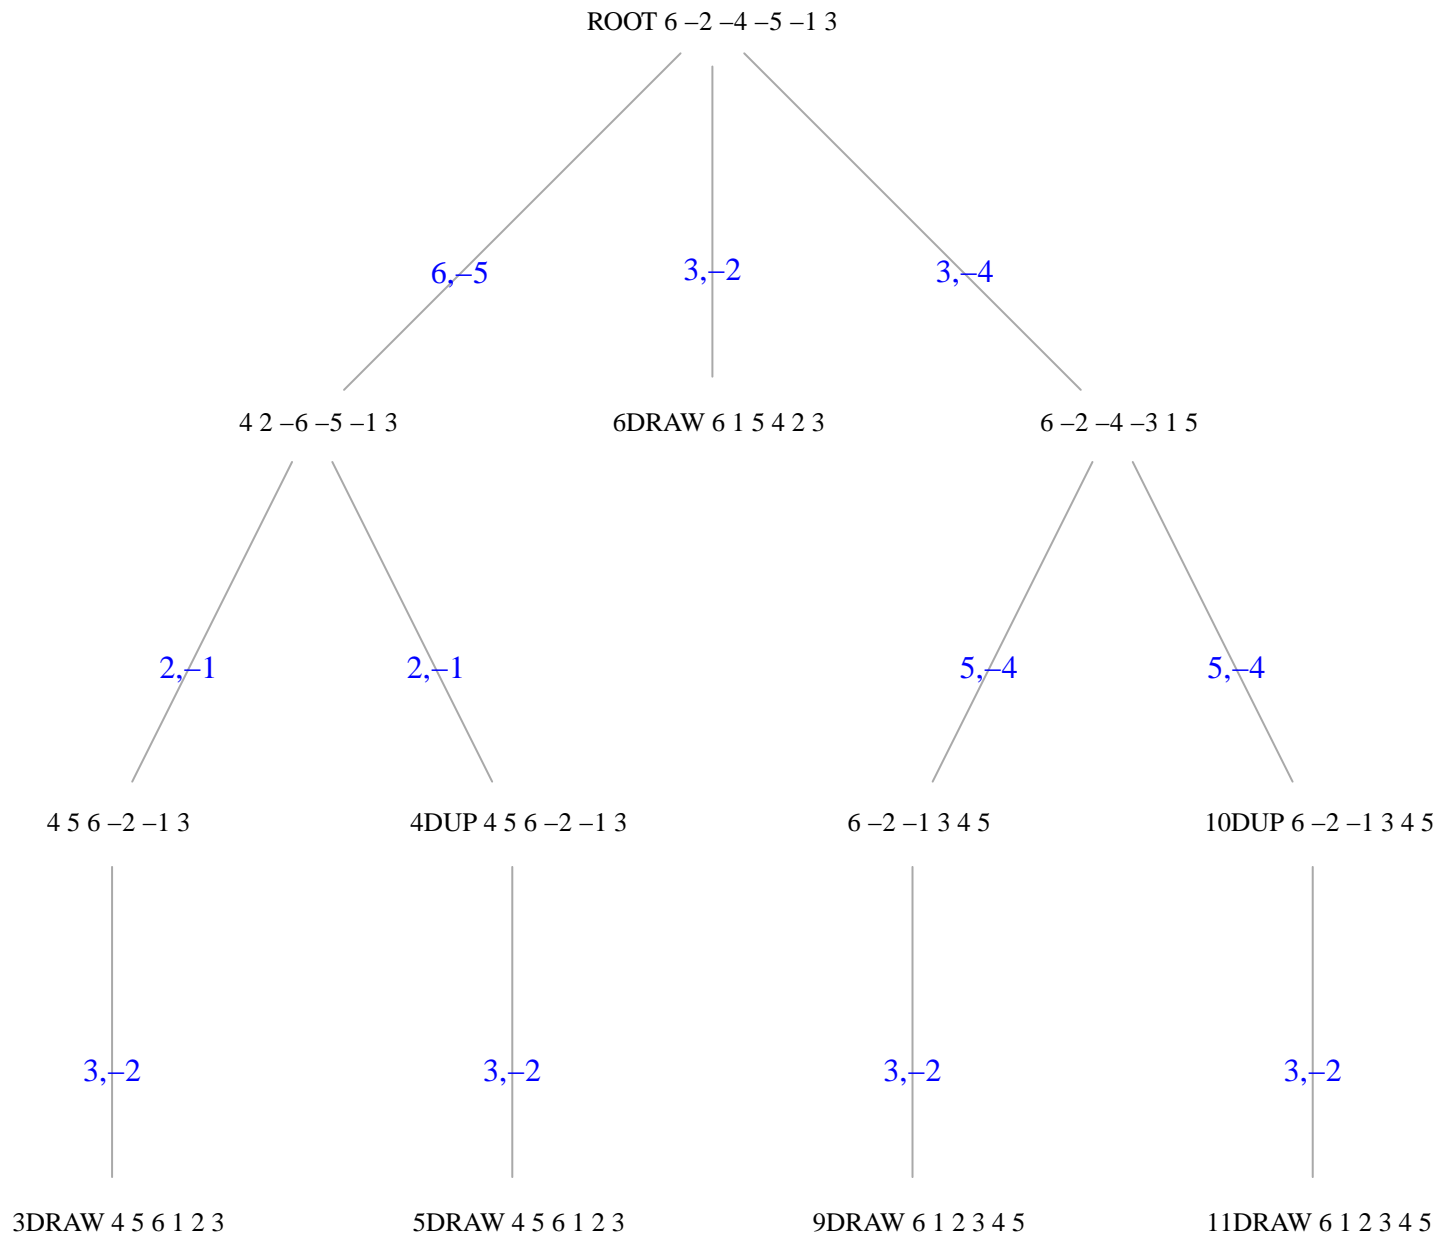 ROOT 6 –2 –4 –5 –1 3
6,–5
3,–2
3,–4
4 2 –6 –5 –1 3
6DRAW 6 1 5 4 2 3
6 –2 –4 –3 1 5
2,–1
2,–1
5,–4
5,–4
4 5 6 –2 –1 3
4DUP 4 5 6 –2 –1 3
6 –2 –1 3 4 5
10DUP 6 –2 –1 3 4 5
3,–2
3,–2
3,–2
3,–2
3DRAW 4 5 6 1 2 3
5DRAW 4 5 6 1 2 3
9DRAW 6 1 2 3 4 5
11DRAW 6 1 2 3 4 5